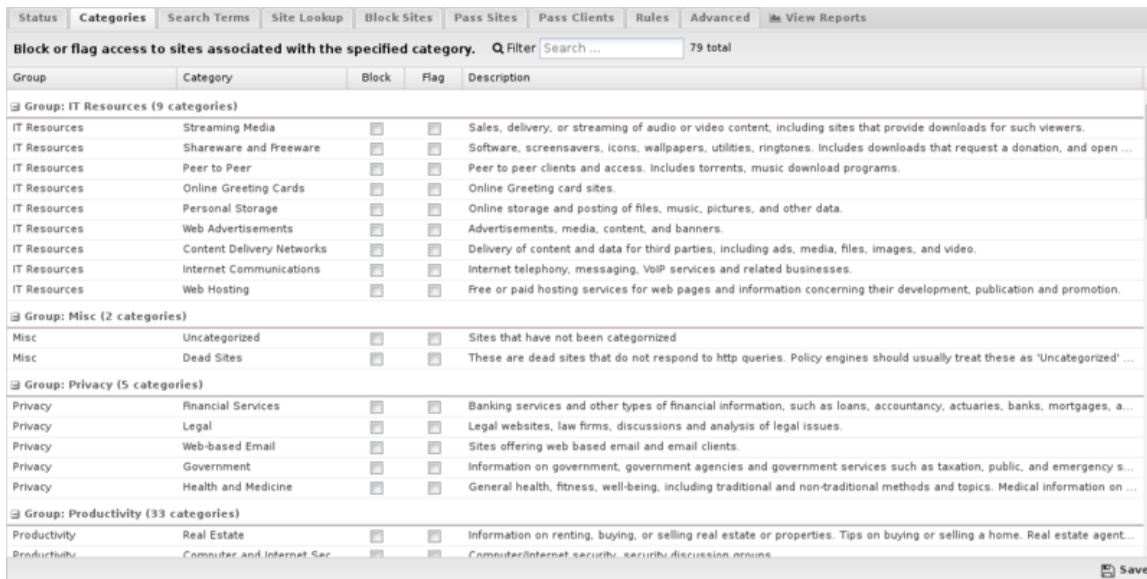 Status Categories Search Terms Site Lookup Block Sites Pass Sites Pass Clients Rules Advanced View Reports
Block or flag access to sites associated with the specified category. Filter Search ... 79 total
Group Category Block Flag Description
Group: IT Resources (9 categories)
IT Resources Streaming Media Sales, delivery, or streaming of audio or video content, including sites that provide downloads for such viewers.
IT Resources Shareware and Freeware Software, screensavers, icons, wallpapers, utilities, ringtones. Includes downloads that request a donation, and open ...
IT Resources Peer to Peer Peer to peer clients and access. Includes torrents, music download programs.
IT Resources Online Greeting Cards Online Greeting card sites.
IT Resources Personal Storage Online storage and posting of files, music, pictures, and other data.
IT Resources Web Advertisements Advertisements, media, content, and banners.
IT Resources Content Delivery Networks Delivery of content and data for third parties, including ads, media, files, images, and video.
IT Resources Internet Communications Internet telephony, messaging, VoIP services and related businesses.
IT Resources Web Hosting Free or paid hosting services for web pages and information concerning their development, publication and promotion.
Group: Misc (2 categories)
Misc Uncategorized Sites that have not been categornized
Misc Dead Sites These are dead sites that do not respond to http queries. Policy engines should usually treat these as 'Uncategorized' ...
Group: Privacy (5 categories)
Privacy Financial Services Banking services and other types of financial information, such as loans, accountancy, actuaries, banks, mortgages, a...
Privacy Legal Legal websites, law firms, discussions and analysis of legal issues.
Privacy Web-based Email Sites offering web based email and email clients.
Privacy Government Information on government, government agencies and government services such as taxation, public, and emergency s...
Privacy Health and Medicine General health, fitness, well-being, including traditional and non-traditional methods and topics. Medical information on ...
Group: Productivity (33 categories)
Productivity Real Estate Information on renting, buying, or selling real estate or properties. Tips on buying or selling a home. Real estate agent...
Productivity Computer and Internet Sec Computer/Internet security, security discussion groups
Save